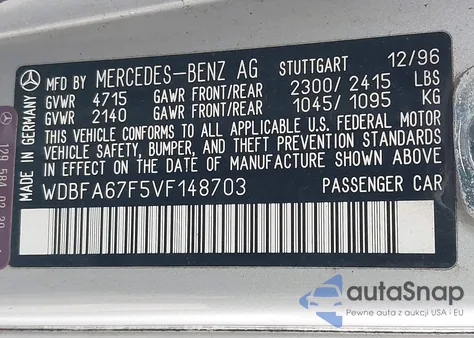 MFD BY MERCEDES-BENZ AG STUTTGART 12/96
GVWR 4715 GAWR FRONT/REAR 2300/2415 LBS
GVWR 2140 GAWR FRONT/REAR 1045/1095 KG
THIS VEHICLE CONFORMS TO ALL APPLICABLE U.S. FEDERAL MOTOR
VEHICLE SAFETY, BUMPER, AND THEFT PREVENTION STANDARDS
IN EFFECT ON THE DATE OF MANUFACTURE SHOWN ABOVE.
WDBFA67F5VF148703 PASSENGER CAR
MADE IN GERMANY
129 584
autoSnap
Pewne auta z aukcji USA i EU